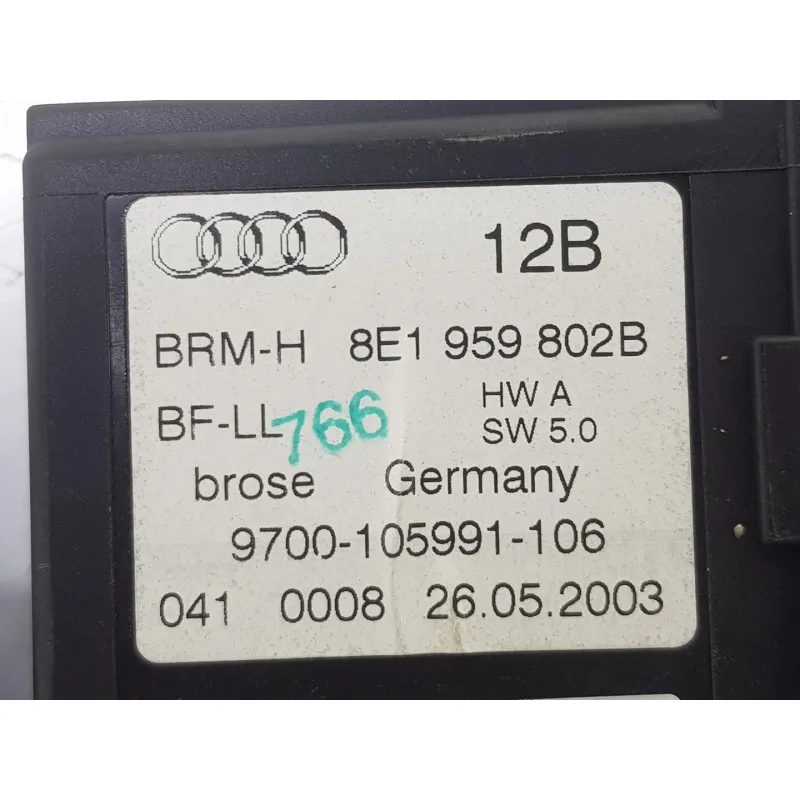 12B
BRM-H 8E1 959 802B
BF-LL 766 HW A
SW 5.0
brose Germany
9700-105991-106
041 0008 26.05.2003